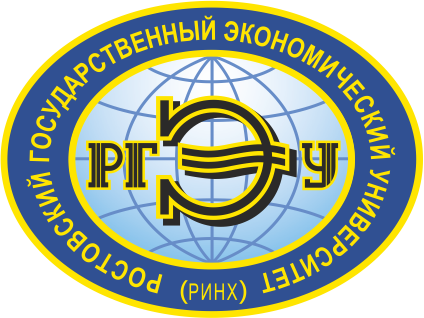 РОСТОВСКИЙ ГОСУДАРСТВЕННЫЙ ЭКОНОМИЧЕСКИЙ УНИВЕРСИТЕТ
РГЭУ
(РИНХ)